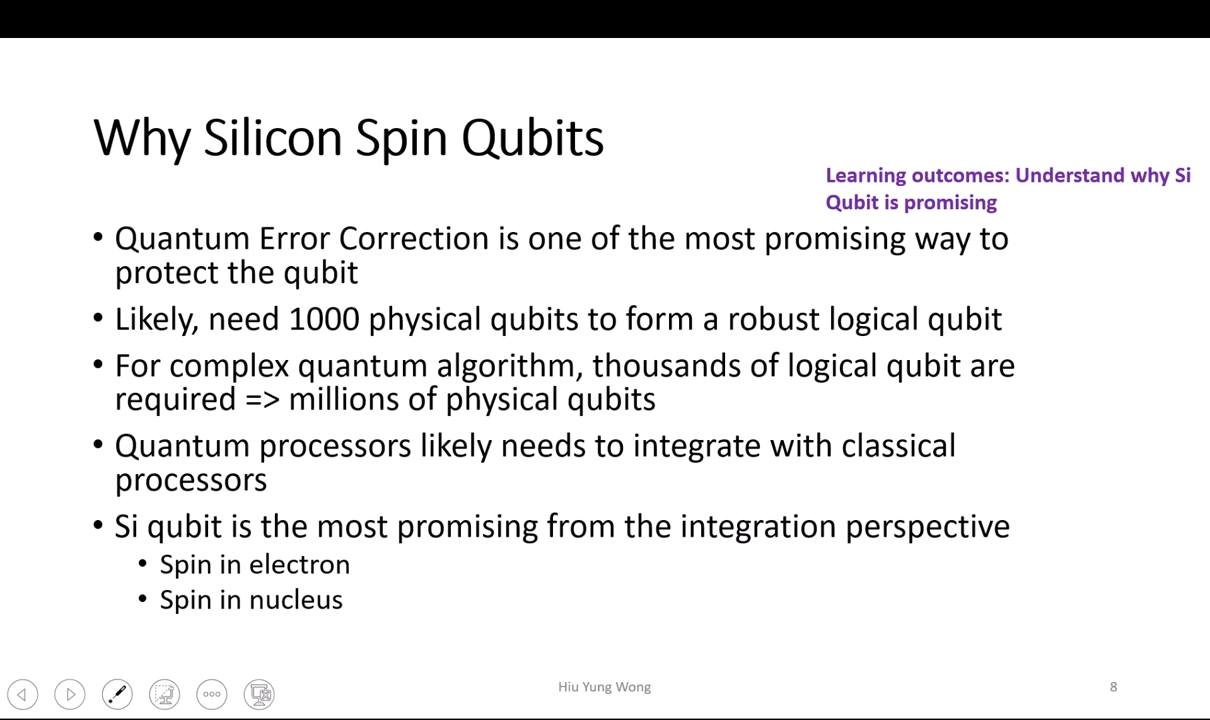 Why Silicon Spin Qubits
Learning outcomes: Understand why Si
Qubit is promising
• Quantum Error Correction is one of the most promising way to
protect the qubit
• Likely, need 1000 physical qubits to form a robust logical qubit
• For complex quantum algorithm, thousands of logical qubit are
required => millions of physical qubits
• Quantum processors likely needs to integrate with classical
processors
• Si qubit is the most promising from the integration perspective
• Spin in electron
• Spin in nucleus
Hiu Yung Wong
8